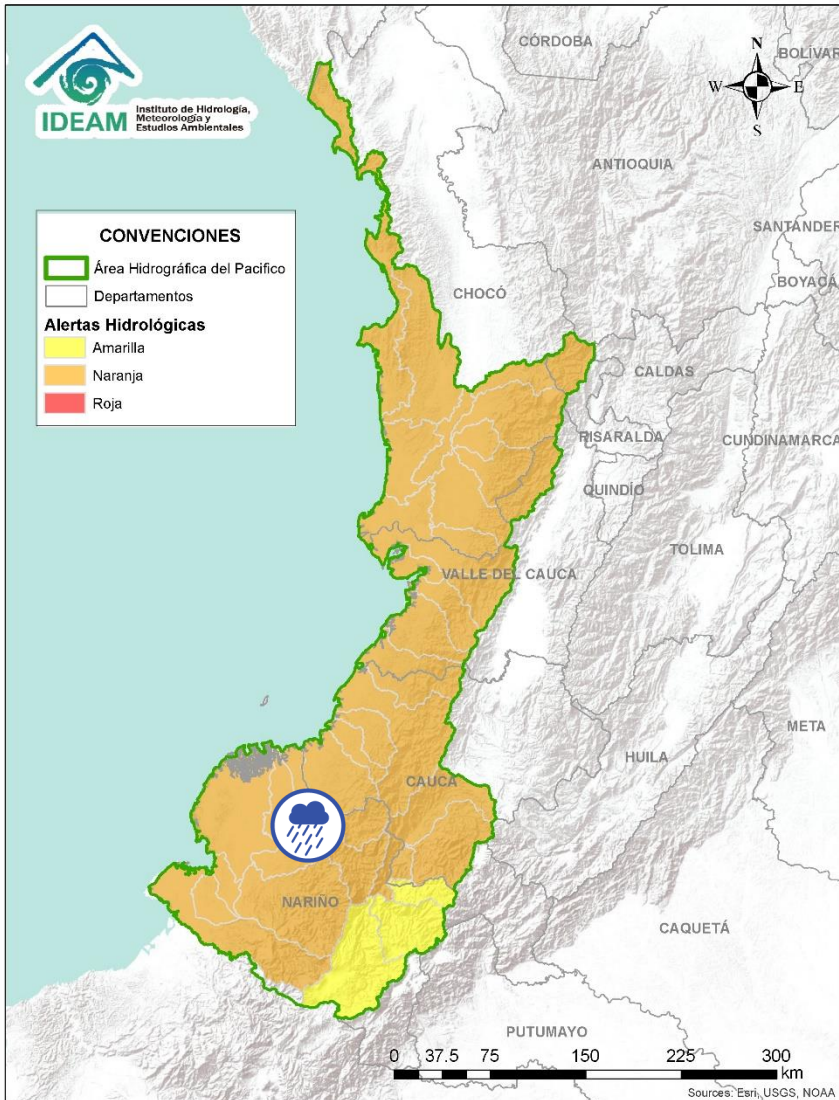 IDEAM
Instituto de Hidrología,
Meteorología y
Estudios Ambientales
CÓRDOBA
BOLÍVAR
N
W
E
S
ANTIOQUIA
SANTANDER
BOYACÁ
CONVENCIONES
Área Hidrográfica del Pacifico
Departamentos
Alertas Hidrológicas
Amarilla
Naranja
Roja
CHOCÓ
CALDAS
RISARALDA
CUNDINAMARCA
QUINDÍO
TOLIMA
VALLE DEL CAUCA
META
HUILA
CAUCA
NARIÑO
CAQUETÁ
PUTUMAYO
0 37.5 75 150 225 300
km
Sources: Esri, USGS, NOAA